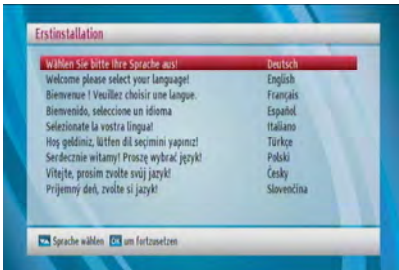 Erstinstallation
Wählen Sie bitte Ihre Sprache aus! Deutsch
Welcome please select your language! English
Bienvenue ! Veuillez choisir une langue. Français
Bienvenido, seleccione un idioma Español
Selezionate la vostra lingua! Italiano
Hoş geldiniz, lütfen dil seçimini yapınız! Türkçe
Serdecznie witamy! Proszę wybrać język! Polski
Vítejte, prosím zvolte svůj jazyk! Česky
Príjemný deň, zvolte si jazyk! Slovenčina
Sprache wählen OK um fortzusetzen